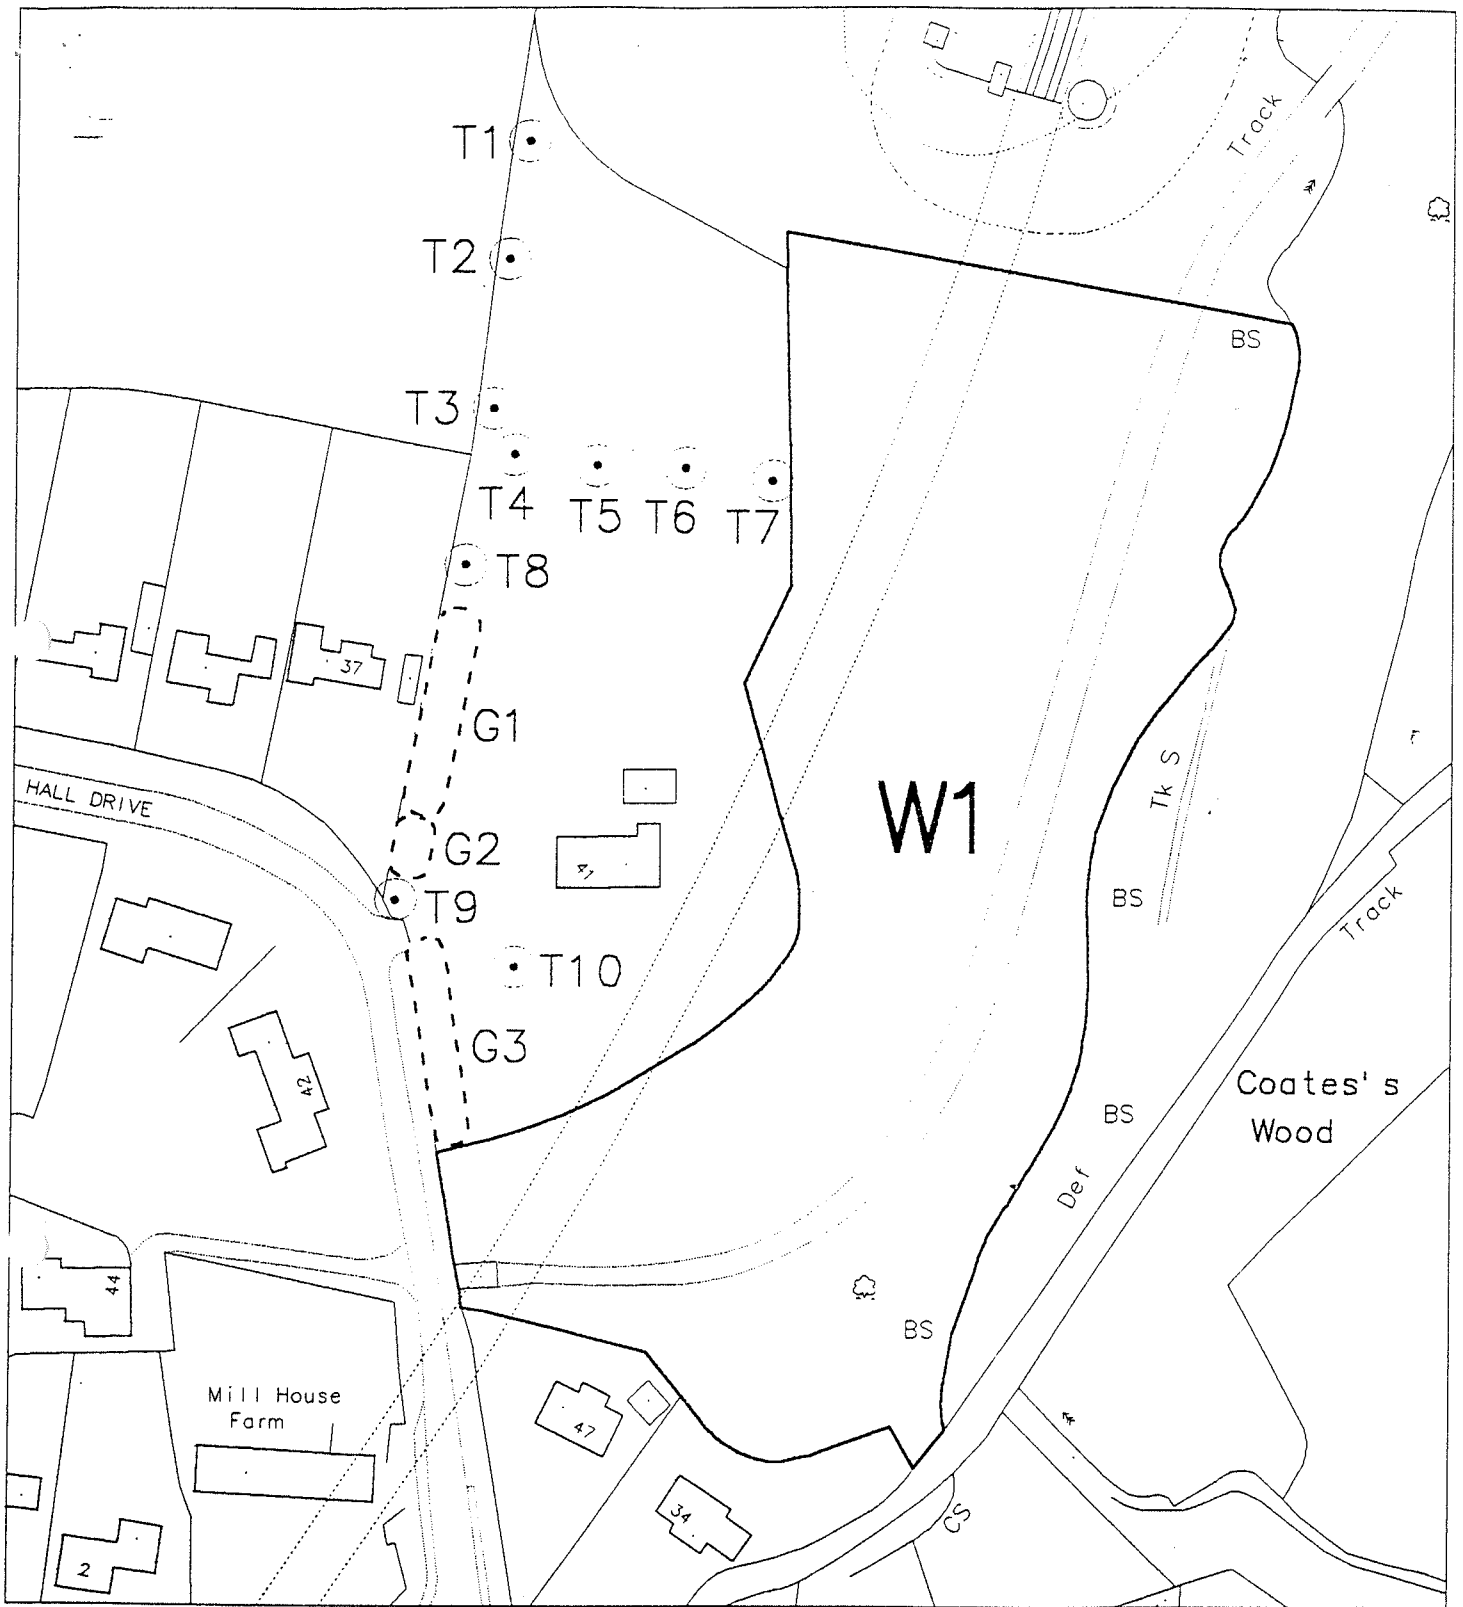 Track
T1
T2
BS
T3
T4
T5
T6
T7
T8
37
G1
Tk S
HALL DRIVE
W1
G2
BS
T9
Track
T10
G3
42
Coates's
Wood
BS
Def
44
BS
Mill House
Farm
47
34
CS
2